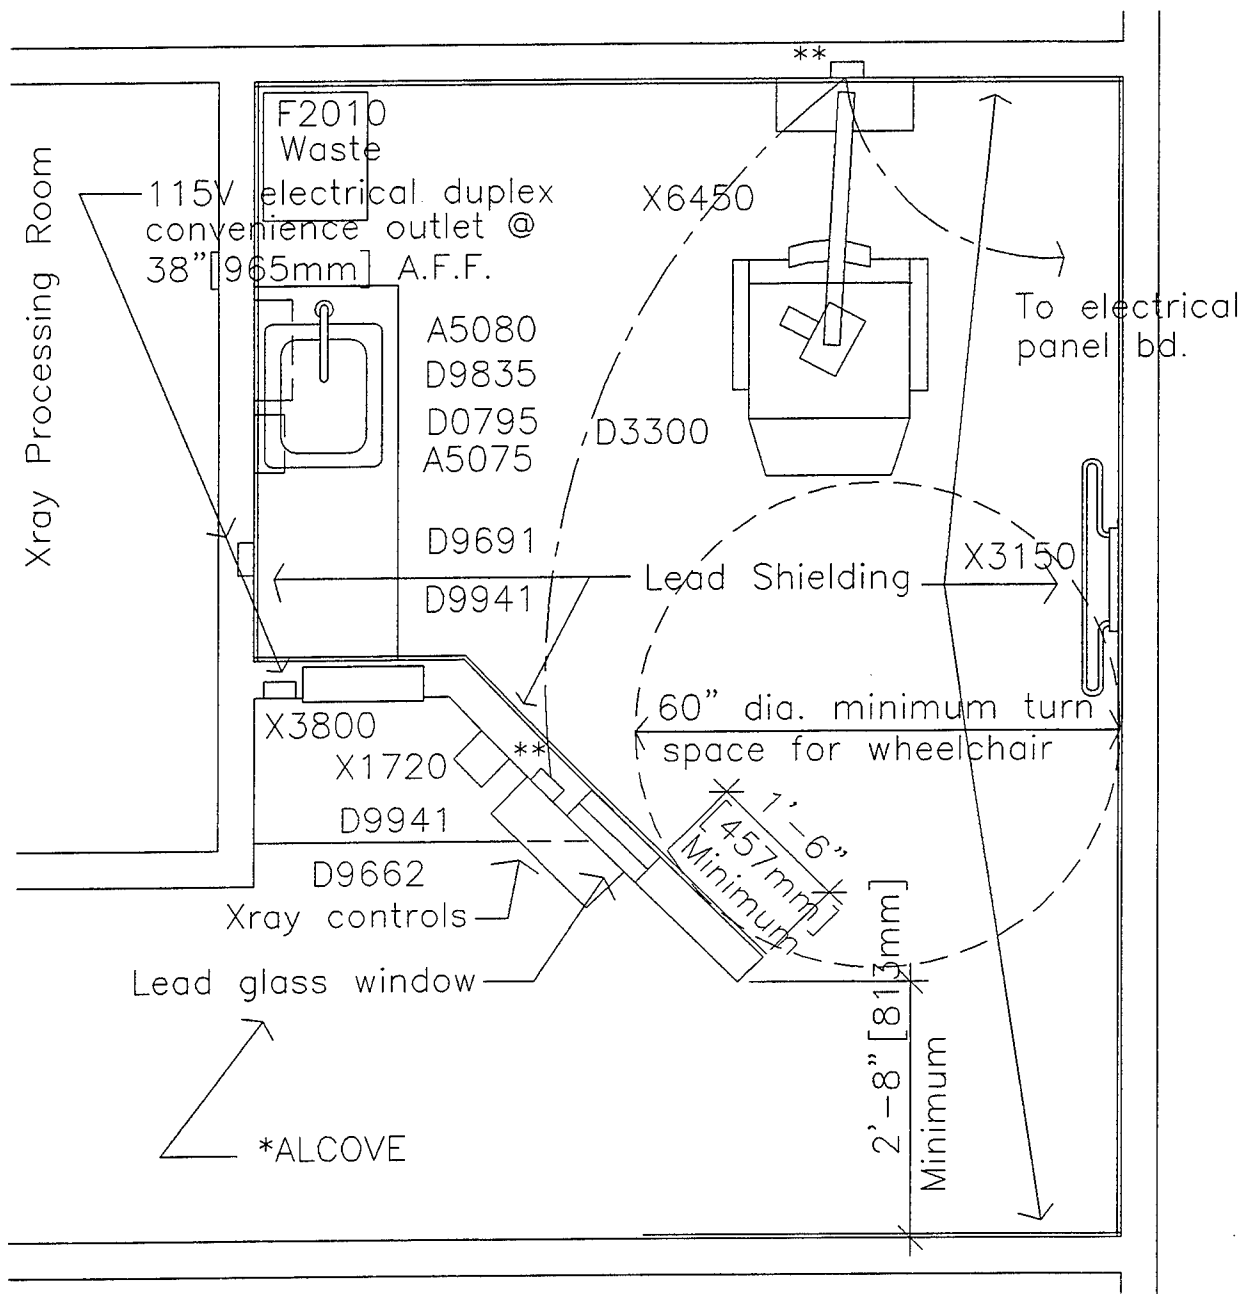 **
F2010
Waste
Xray Processing Room
115V electrical duplex
convenience outlet @
38"[965mm] A.F.F.
X6450
To electrical
panel bd.
A5080
D9835
D0795
A5075
D3300
D9691
D9941
Lead Shielding
X3150
60" dia. minimum turn
space for wheelchair
X3800
X1720
**
D9941
D9662
1'-6"
[457mm]
Minimum
Xray controls
Lead glass window
2'-8" [813mm]
Minimum
*ALCOVE